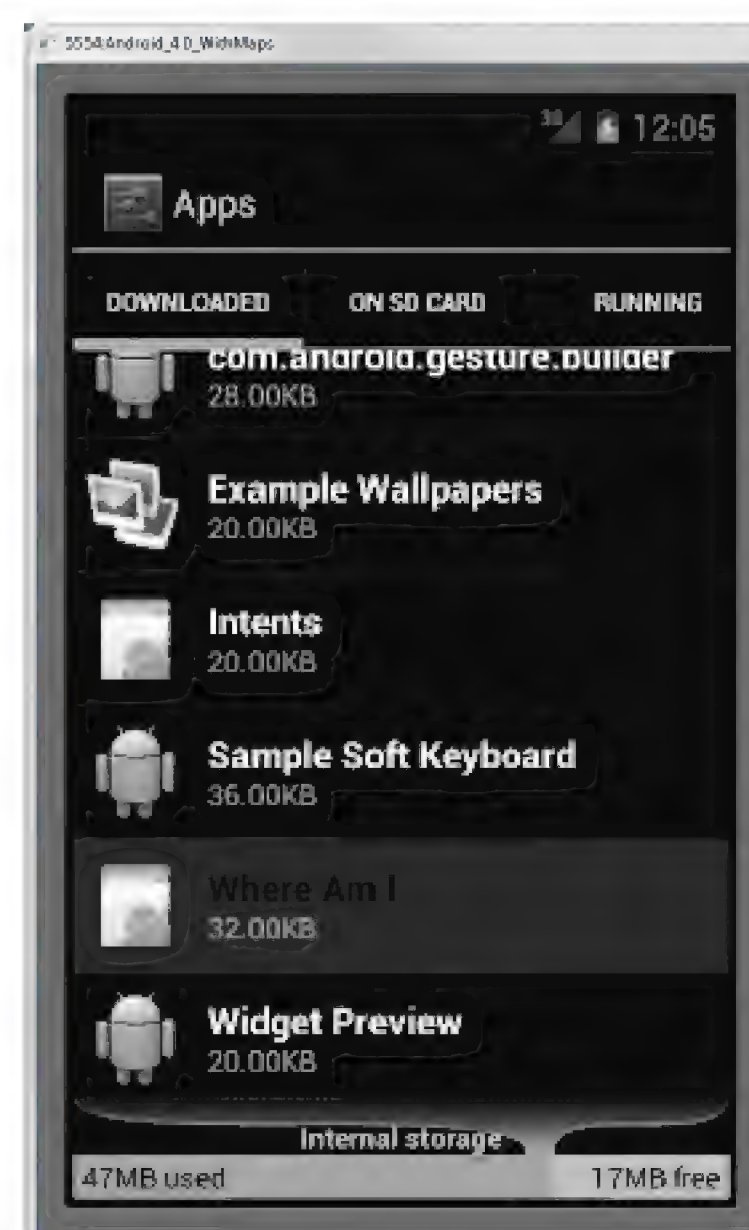 5554:Android_4.0_WithMaps
3G 12:05
Apps
DOWNLOADED ON SD CARD RUNNING
com.android.gesture.builder
28.00KB
Example Wallpapers
20.00KB
Intents
20.00KB
Sample Soft Keyboard
36.00KB
Where Am I
32.00KB
Widget Preview
20.00KB
Internal storage
47MB used 17MB free